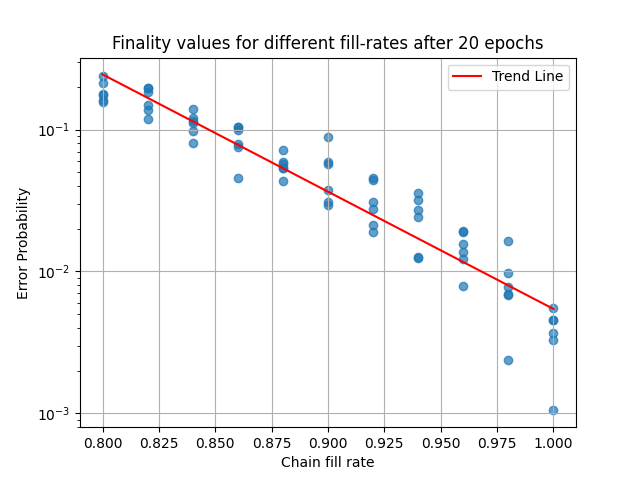 Finality values for different fill-rates after 20 epochs
Trend Line
10⁻¹
10⁻²
10⁻³
Error Probability
0.800 0.825 0.850 0.875 0.900 0.925 0.950 0.975 1.000
Chain fill rate